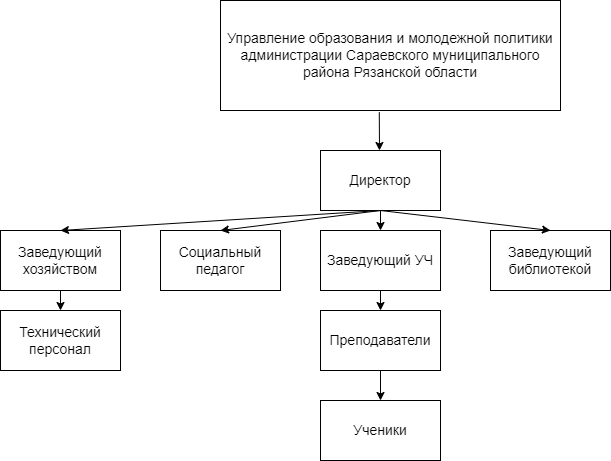 Управление образования и молодежной политики
администрации Сараевского муниципального
района Рязанской области
Директор
Заведующий
хозяйством
Социальный
педагог
Заведующий УЧ
Заведующий
библиотекой
Технический
персонал
Преподаватели
Ученики